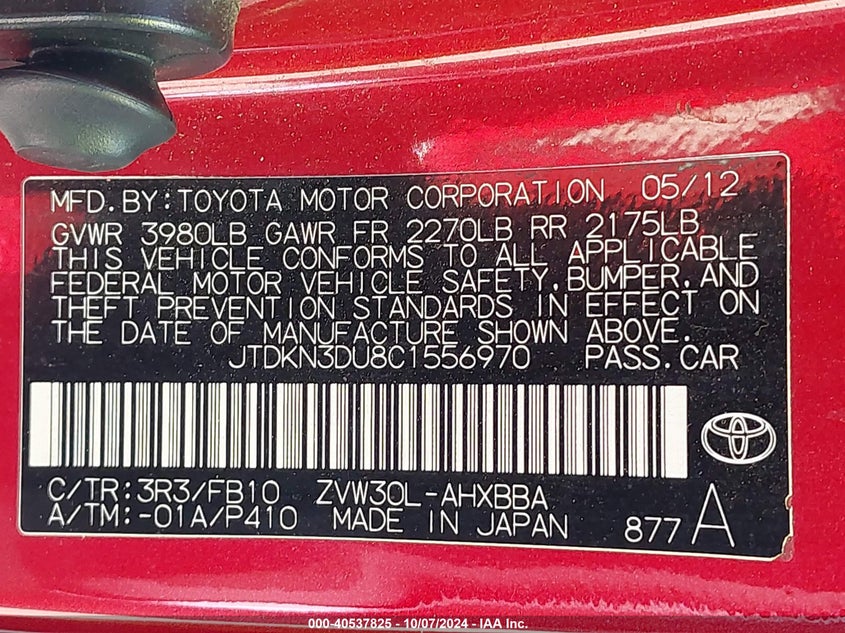 MFD.BY:TOYOTA MOTOR CORPORATION 05/12
GVWR 3980LB GAWR FR 2270LB RR 2175LB
THIS VEHICLE CONFORMS TO ALL APPLICABLE
FEDERAL MOTOR VEHICLE SAFETY,BUMPER,AND
THEFT PREVENTION STANDARDS IN EFFECT ON
THE DATE OF MANUFACTURE SHOWN ABOVE.
JTDKN3DU8C1556970 PASS.CAR
C/TR:3R3/FB10 ZVW30L-AHXBBA
A/TM:-01A/P410 MADE IN JAPAN 877 A
000-40537825 - 10/07/2024 - IAA Inc.